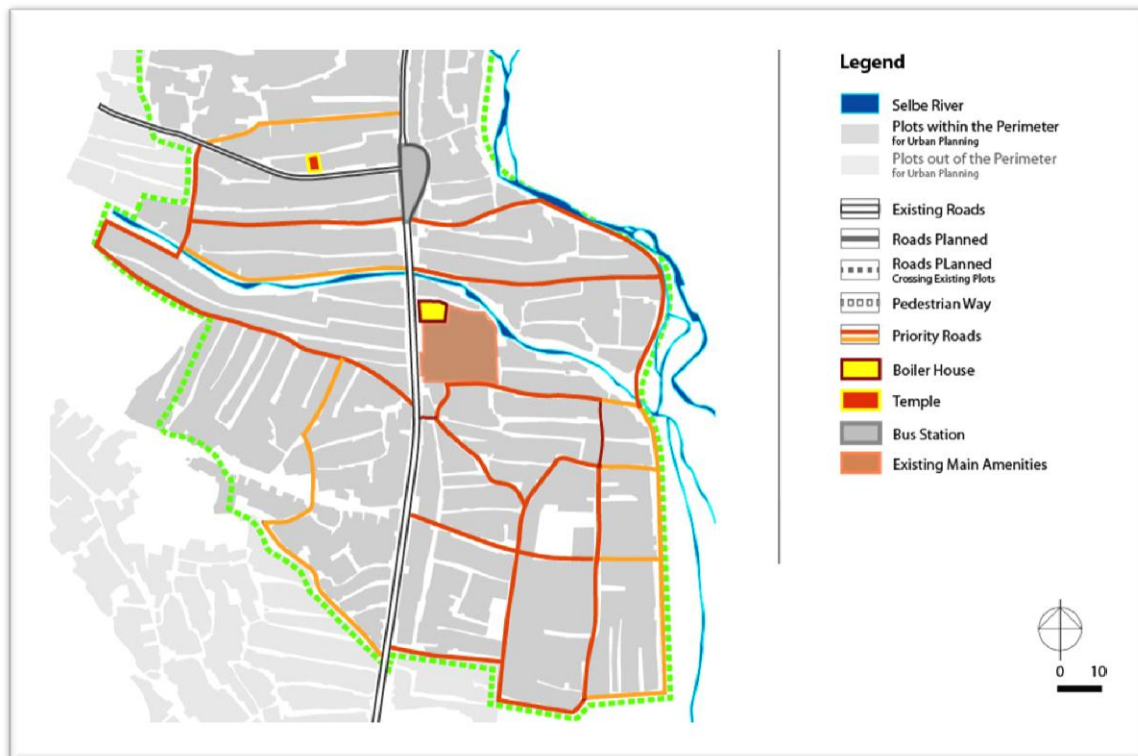 Legend
Selbe River
Plots within the Perimeter
for Urban Planning
Plots out of the Perimeter
for Urban Planning
Existing Roads
Roads Planned
Roads PLanned
Crossing Existing Plots
Pedestrian Way
Priority Roads
Boiler House
Temple
Bus Station
Existing Main Amenities
0 10